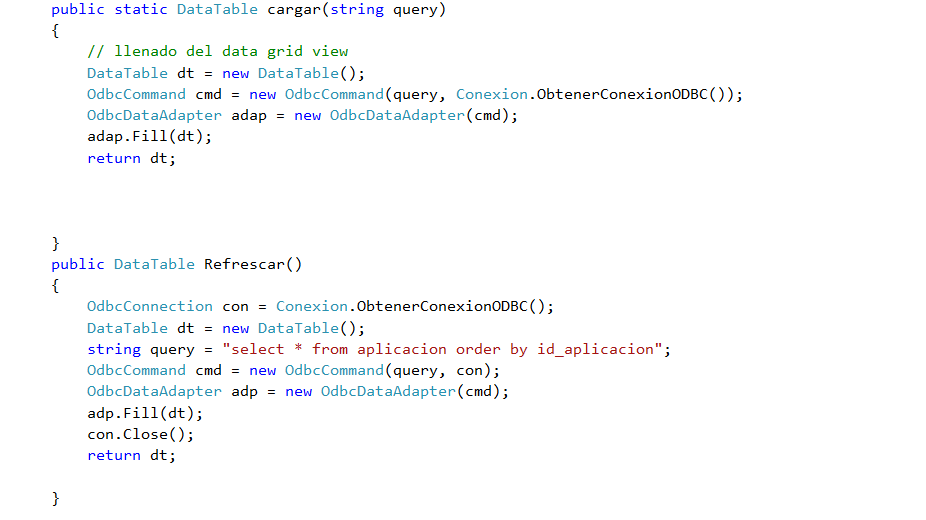 public static DataTable cargar(string query)
{
// llenado del data grid view
DataTable dt = new DataTable();
OdbcCommand cmd = new OdbcCommand(query, Conexion.ObtenerConexionODBC());
OdbcDataAdapter adap = new OdbcDataAdapter(cmd);
adap.Fill(dt);
return dt;
}
public DataTable Refrescar()
{
OdbcConnection con = Conexion.ObtenerConexionODBC();
DataTable dt = new DataTable();
string query = "select * from aplicacion order by id_aplicacion";
OdbcCommand cmd = new OdbcCommand(query, con);
OdbcDataAdapter adp = new OdbcDataAdapter(cmd);
adp.Fill(dt);
con.Close();
return dt;
}